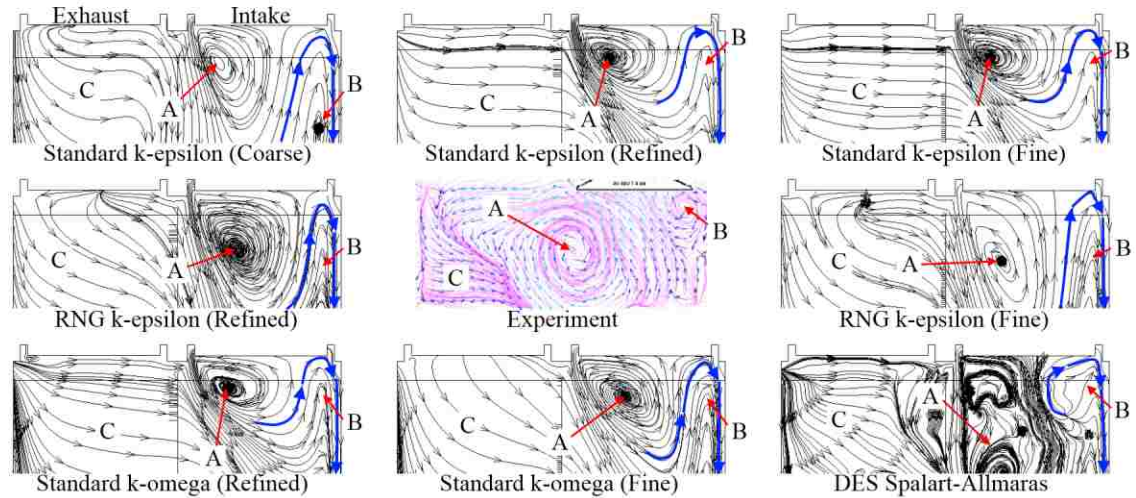 Exhaust Intake
A
B
C
Standard k-epsilon (Coarse)
A
B
C
Standard k-epsilon (Refined)
A
B
C
Standard k-epsilon (Fine)
A
B
C
RNG k-epsilon (Refined)
A
B
C
Experiment
A
B
C
RNG k-epsilon (Fine)
A
B
C
Standard k-omega (Refined)
A
B
C
Standard k-omega (Fine)
A
B
C
DES Spalart-Allmaras